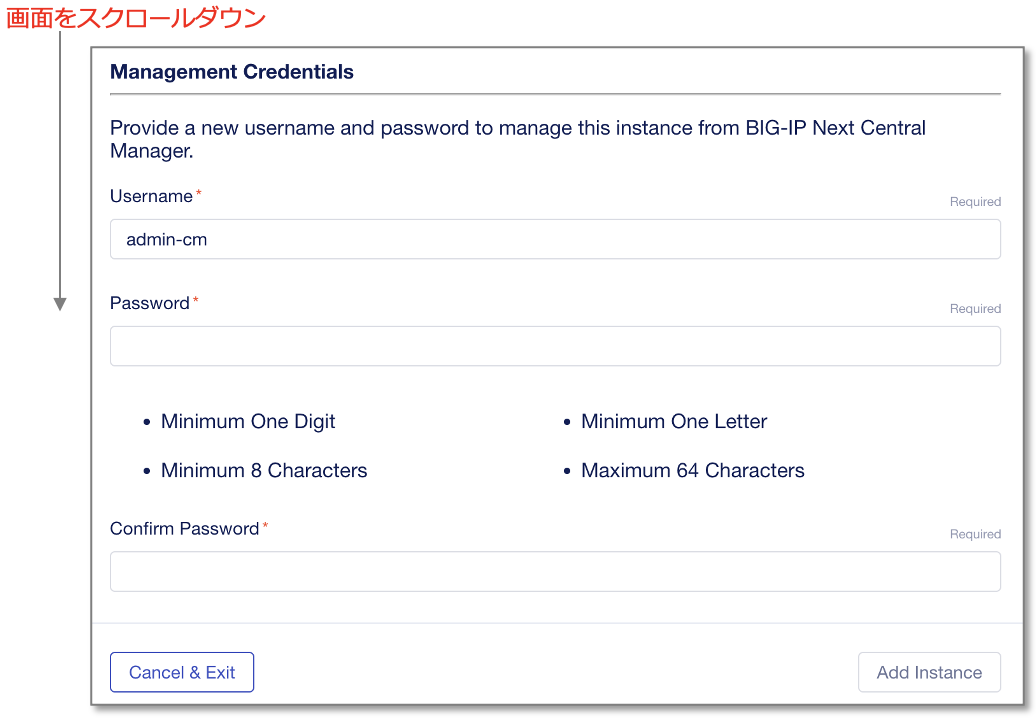 画面をスクロールダウン
Management Credentials
Provide a new username and password to manage this instance from BIG-IP Next Central
Manager.
Username*
Required
admin-cm
Password*
Required
• Minimum One Digit
• Minimum One Letter
• Minimum 8 Characters
• Maximum 64 Characters
Confirm Password*
Required
Cancel & Exit
Add Instance